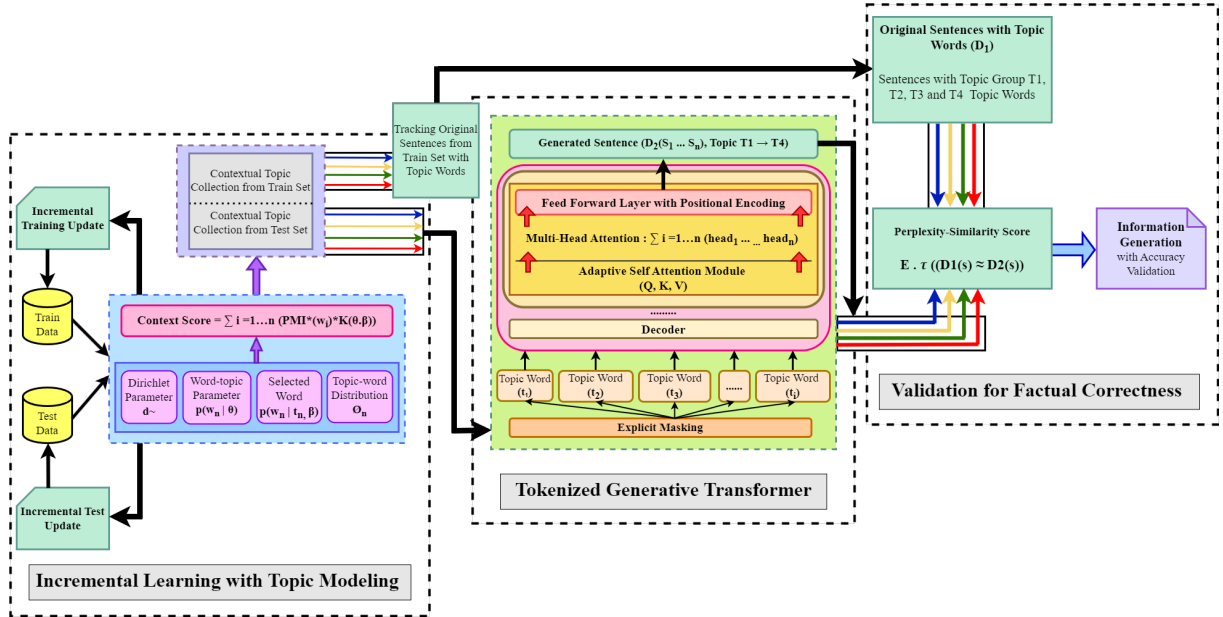 Incremental
Training Update
Train
Data
Test
Data
Incremental Test
Update
Contextual Topic
Collection from Train Set
Contextual Topic
Collection from Test Set
Context Score = ∑ i =1…n (PMI*(wᵢ)*K(θ.β))
Dirichlet
Parameter
d~
Word-topic
Parameter
p(wₙ | θ)
Selected
Word
p(wₙ | tₙ, β)
Topic-word
Distribution
Øₙ
Incremental Learning with Topic Modeling
Tracking Original
Sentences from
Train Set with
Topic Words
Generated Sentence (D₂(S₁ ... Sₙ), Topic T1 → T4)
Feed Forward Layer with Positional Encoding
Multi-Head Attention : ∑ i =1…n (head₁ ... ... headₙ)
Adaptive Self Attention Module
(Q, K, V)
.........
Decoder
Topic Word
Topic Word
(t₂)
Topic Word
(t₃)
......
Topic Word
(tᵢ)
Explicit Masking
Tokenized Generative Transformer
Original Sentences with Topic
Words (D₁)
Sentences with Topic Group T1,
T2, T3 and T4 Topic Words
Perplexity-Similarity Score
E . τ ((D1(s) ≈ D2(s))
Information
Generation
with Accuracy
Validation
Validation for Factual Correctness